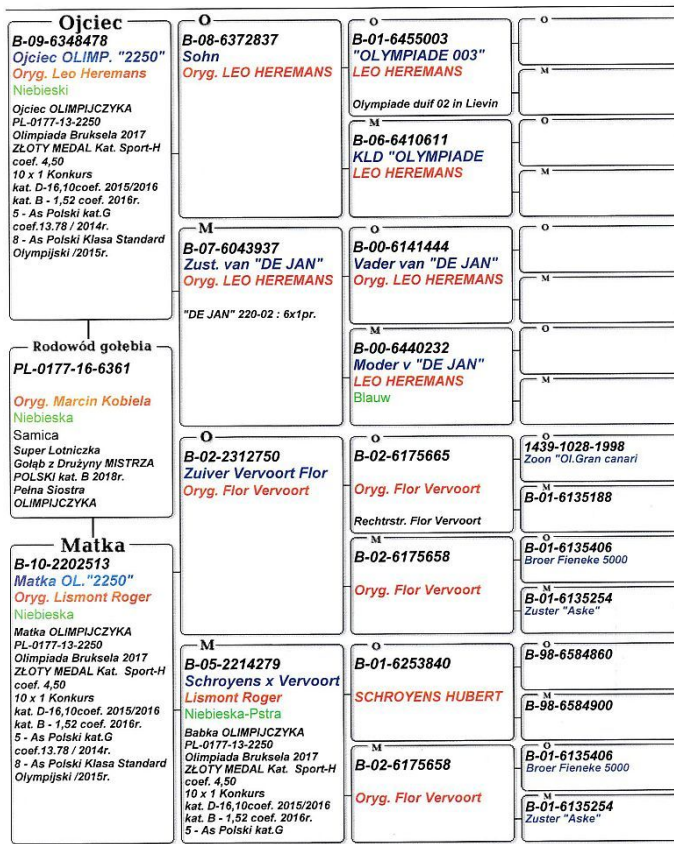 Ojciec
B-09-6348478
Ojciec OLIMP. "2250"
Oryg. Leo Heremans
Niebieski
Ojciec OLIMPIJCZYKA
PL-0177-13-2250
Olimpiada Bruksela 2017
ZŁOTY MEDAL Kat. Sport-H
coef. 4,50
10 x 1 Konkurs
kat. D-16,10coef. 2015/2016
kat. B - 1,52 coef. 2016r.
5 - As Polski kat.G
coef.13.78 / 2014r.
8 - As Polski Klasa Standard
Olympijski /2015r.
Rodowód gołębia
PL-0177-16-6361
Oryg. Marcin Kobiela
Niebieska
Samica
Super Lotniczka
Gołąb z Drużyny MISTRZA
POLSKI kat. B 2018r.
Pełna Siostra
OLIMPIJCZYKA
Matka
B-10-2202513
Matka OL."2250"
Oryg. Lismont Roger
Niebieska
Matka OLIMPIJCZYKA
PL-0177-13-2250
Olimpiada Bruksela 2017
ZŁOTY MEDAL Kat. Sport-H
coef. 4,50
10 x 1 Konkurs
kat. D-16,10coef. 2015/2016
kat. B - 1,52 coef. 2016r.
5 - As Polski kat.G
coef.13.78 / 2014r.
8 - As Polski Klasa Standard
Olympijski /2015r.
O
B-08-6372837
Sohn
Oryg. LEO HEREMANS
M
B-07-6043937
Zust. van "DE JAN"
Oryg. LEO HEREMANS
"DE JAN" 220-02 : 6x1pr.
O
B-02-2312750
Zuiver Vervoort Flor
Oryg. Flor Vervoort
M
B-05-2214279
Schroyens x Vervoort
Lismont Roger
Niebieska-Pstra
Babka OLIMPIJCZYKA
PL-0177-13-2250
Olimpiada Bruksela 2017
ZŁOTY MEDAL Kat. Sport-H
coef. 4,50
10 x 1 Konkurs
kat. D-16,10coef. 2015/2016
kat. B - 1,52 coef. 2016r.
5 - As Polski kat.G
O
B-01-6455003
"OLYMPIADE 003"
LEO HEREMANS
Olympiade duif 02 in Lievin
M
B-06-6410611
KLD "OLYMPIADE
LEO HEREMANS
O
B-00-6141444
Vader van "DE JAN"
Oryg. LEO HEREMANS
M
B-00-6440232
Moder v "DE JAN"
LEO HEREMANS
Blauw
O
B-02-6175665
Oryg. Flor Vervoort
Rechtrstr. Flor Vervoort
M
B-02-6175658
Oryg. Flor Vervoort
O
B-01-6253840
SCHROYENS HUBERT
M
B-02-6175658
Oryg. Flor Vervoort
O
M
O
M
O
M
O
M
O
1439-1028-1998
Zoon "Ol.Gran canari
M
B-01-6135188
O
B-01-6135406
Broer Fieneke 5000
M
B-01-6135254
Zuster "Aske"
O
B-98-6584860
M
B-98-6584900
O
B-01-6135406
Broer Fieneke 5000
M
B-01-6135254
Zuster "Aske"